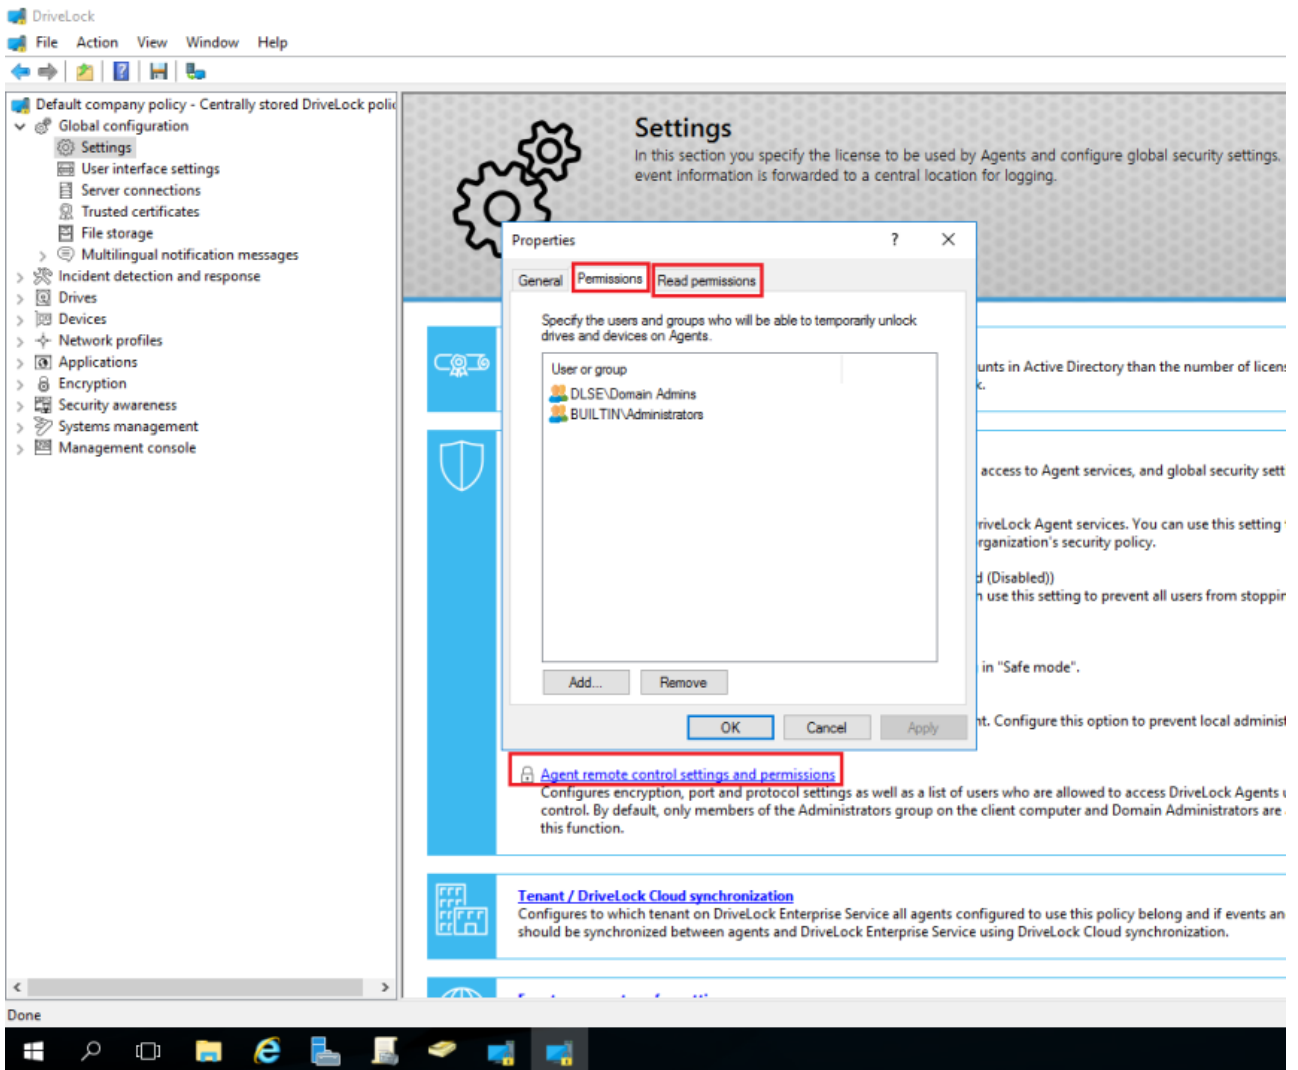 DriveLock
File Action View Window Help
Default company policy - Centrally stored DriveLock polic
Global configuration
Settings
User interface settings
Server connections
Trusted certificates
File storage
Multilingual notification messages
Incident detection and response
Drives
Devices
Network profiles
Applications
Encryption
Security awareness
Systems management
Management console
Settings
In this section you specify the license to be used by Agents and configure global security settings.
event information is forwarded to a central location for logging.
Properties
General Permissions Read permissions
Specify the users and groups who will be able to temporarily unlock
drives and devices on Agents.
User or group
DLSE\Domain Admins
BUILTIN\Administrators
Add... Remove
OK Cancel Apply
unts in Active Directory than the number of licens
access to Agent services, and global security sett
riveLock Agent services. You can use this setting
rganization's security policy.
d (Disabled))
n use this setting to prevent all users from stoppin
in "Safe mode".
nt. Configure this option to prevent local administ
Agent remote control settings and permissions
Configures encryption, port and protocol settings as well as a list of users who are allowed to access DriveLock Agents u
control. By default, only members of the Administrators group on the client computer and Domain Administrators are
this function.
Tenant / DriveLock Cloud synchronization
Configures to which tenant on DriveLock Enterprise Service all agents configured to use this policy belong and if events an
should be synchronized between agents and DriveLock Enterprise Service using DriveLock Cloud synchronization.
Done